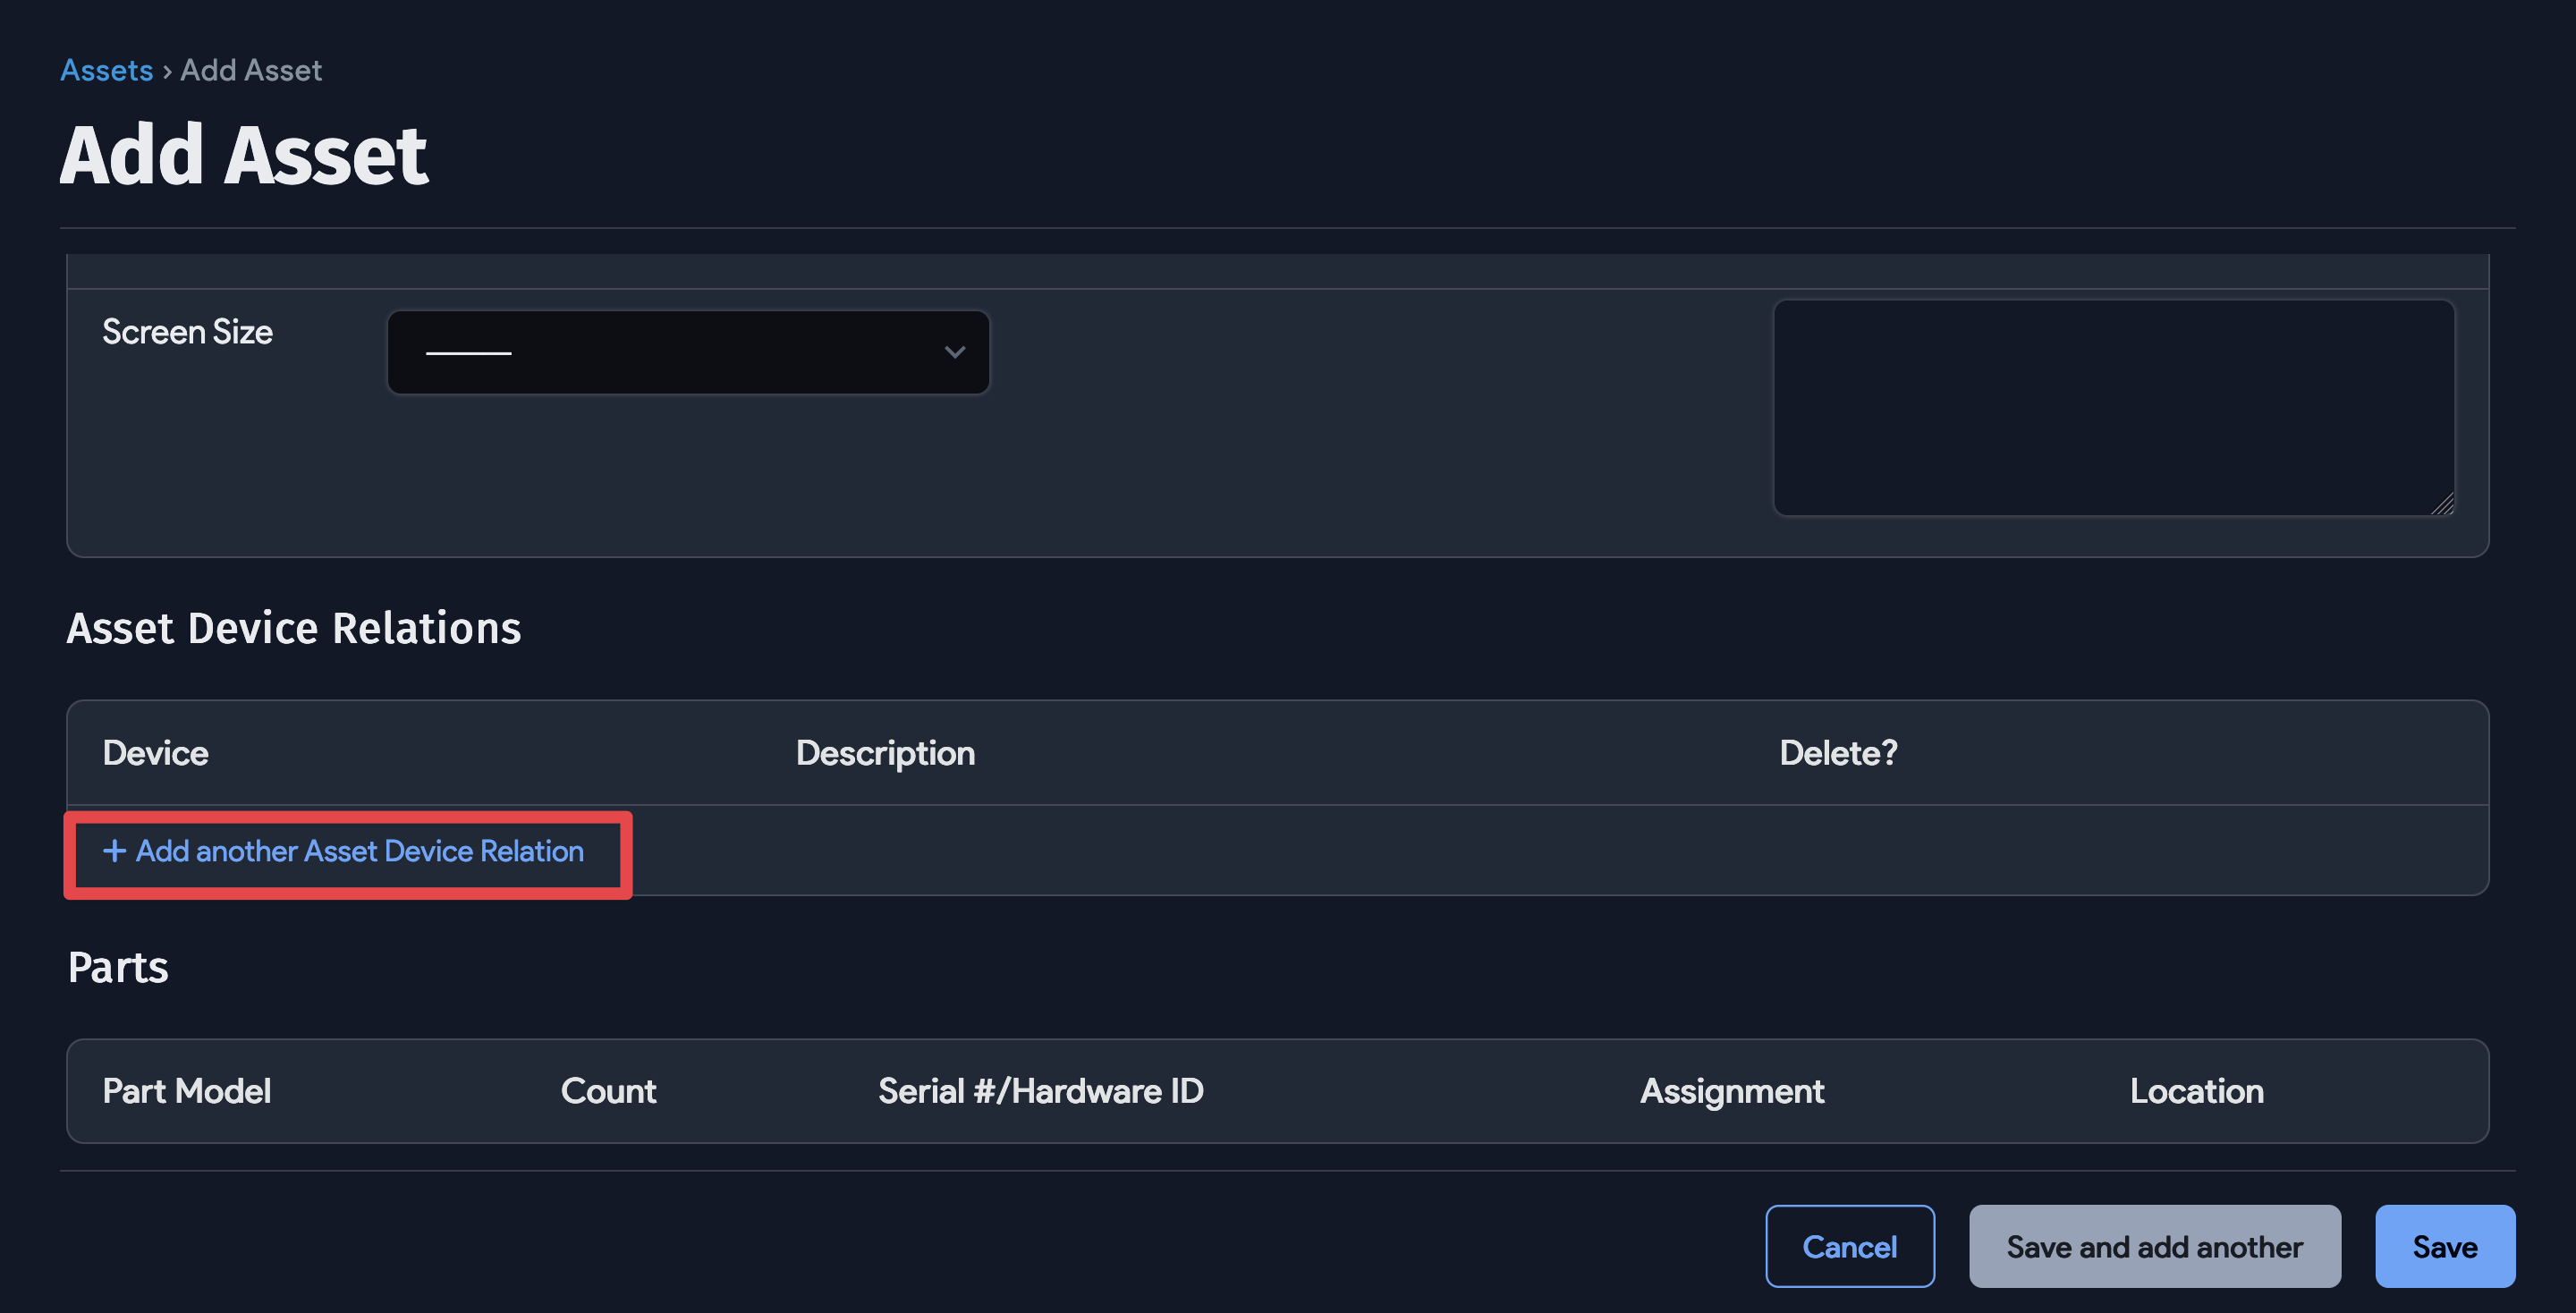 Assets › Add Asset
Add Asset
Screen Size
---------
Asset Device Relations
Device Description Delete?
+ Add another Asset Device Relation
Parts
Part Model Count Serial #/Hardware ID Assignment Location
Cancel Save and add another Save